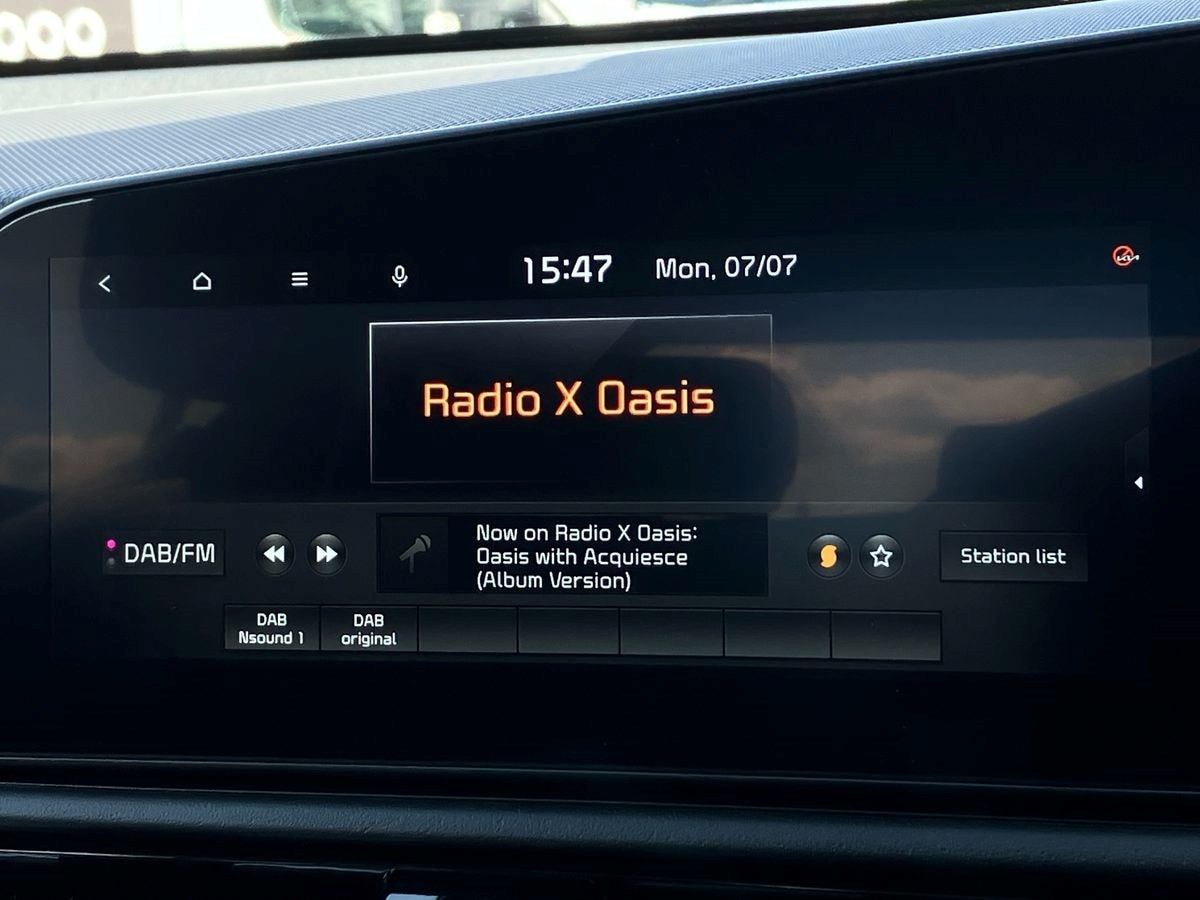 15:47 Mon, 07/07
Radio X Oasis
DAB/FM
Now on Radio X Oasis:
Oasis with Acquiesce
(Album Version)
Station list
DAB
Nsound 1
DAB
original